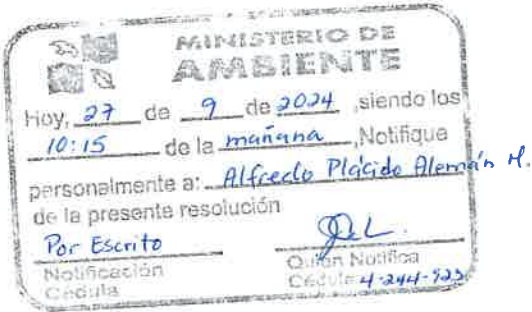 MINISTERIO DE
AMBIENTE
Hoy, 27 de 9 de 2024, siendo los
10:15 de la mañana, Notifique
personalmente a: Alfredo Plácido Alemán M.
de la presente resolución
Por Escrito
Notificación Quien Notifica
Cédula Cédula 4-244-523